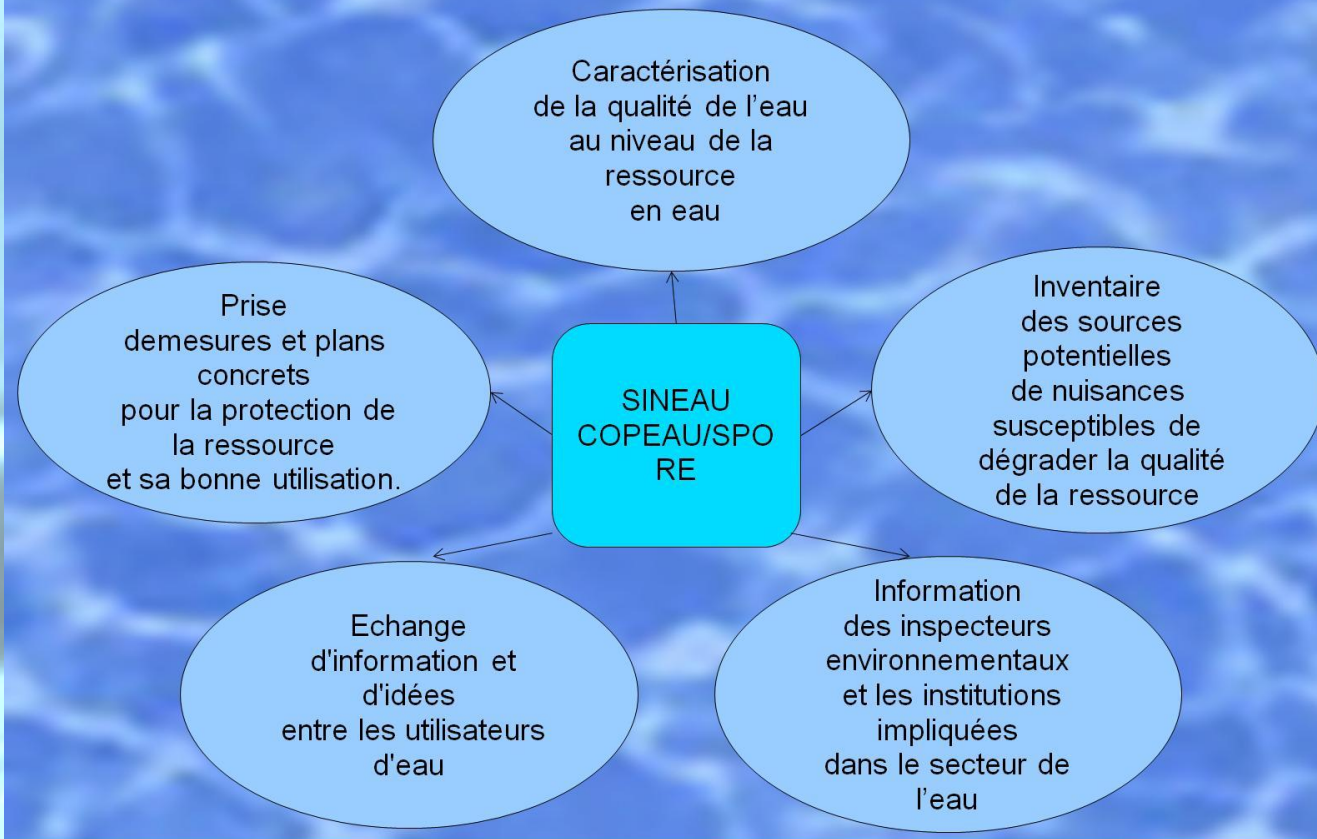 Caractérisation
de la qualité de l’eau
au niveau de la
ressource
en eau
Prise
demesures et plans
concrets
pour la protection de
la ressource
et sa bonne utilisation.
SINEAU
COPEAU/SPO
RE
Inventaire
des sources
potentielles
de nuisances
susceptibles de
dégrader la qualité
de la ressource
Echange
d'information et
d'idées
entre les utilisateurs
d'eau
Information
des inspecteurs
environnementaux
et les institutions
impliquées
dans le secteur de
l’eau